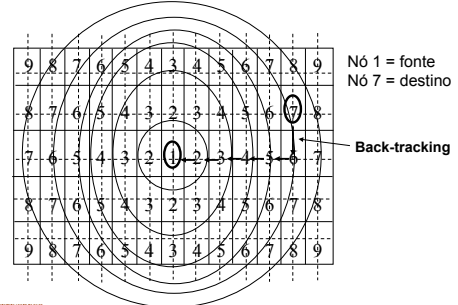 9 8 7 6 5 4 3 4 5 6 7 8 9
Nó 1 = fonte
Nó 7 = destino
8 7 6 5 4 3 2 3 4 5 6 7 8
Back-tracking
7 6 5 4 3 2 1 2 3 4 5 6 7
8 7 6 5 4 3 2 3 4 5 6 7 8
9 8 7 6 5 4 3 4 5 6 7 8 9